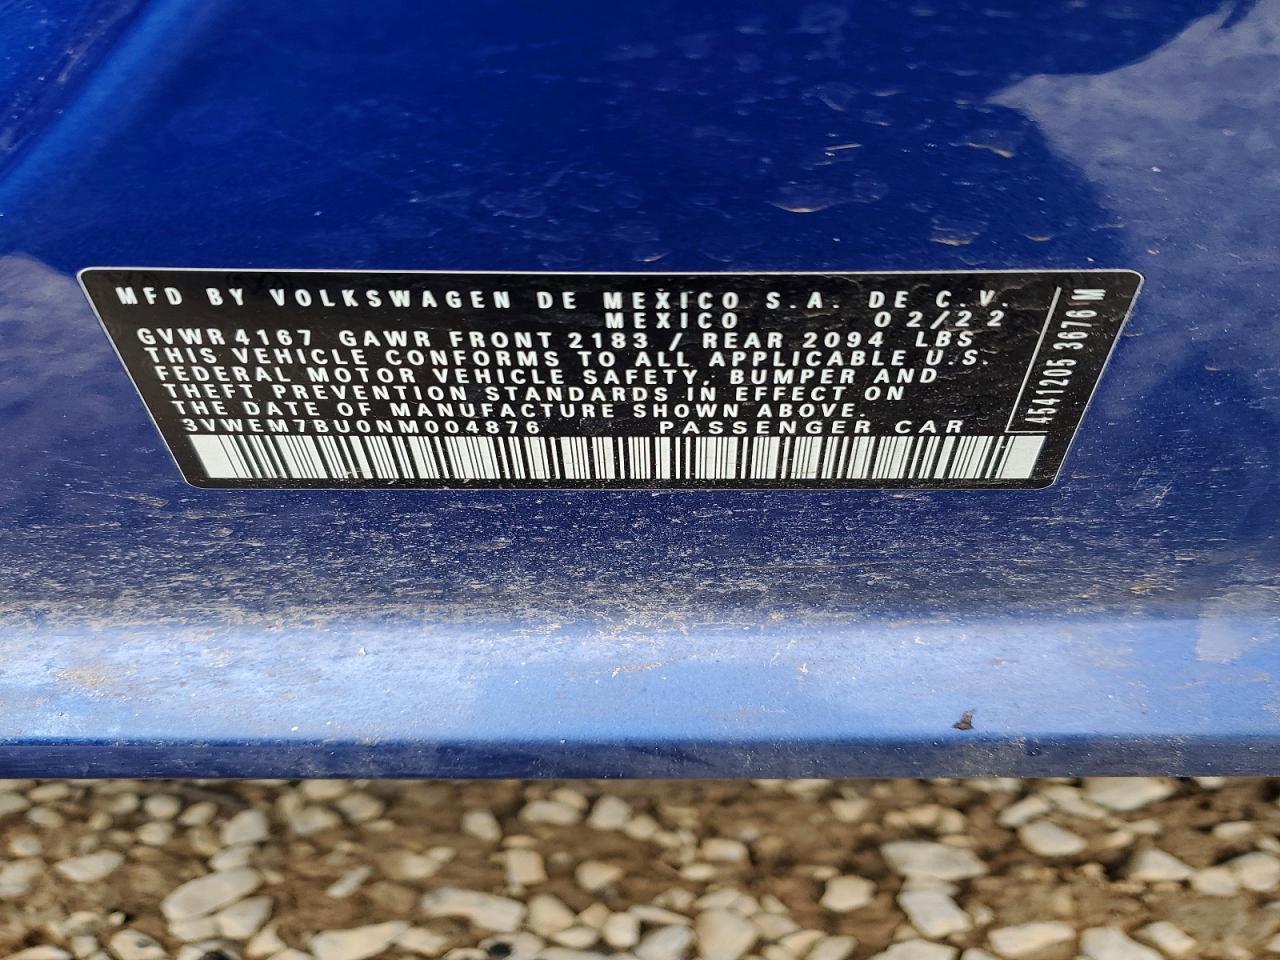 MFD BY VOLKSWAGEN DE MEXICO S.A. DE C.V.
MEXICO 02/22
GVWR 4167 GAWR FRONT 2183 / REAR 2094 LBS
THIS VEHICLE CONFORMS TO ALL APPLICABLE U.S.
FEDERAL MOTOR VEHICLE SAFETY, BUMPER AND
THEFT PREVENTION STANDARDS IN EFFECT ON
THE DATE OF MANUFACTURE SHOWN ABOVE.
3VWEM7BU0NM004876 PASSENGER CAR
4541205 3676 M